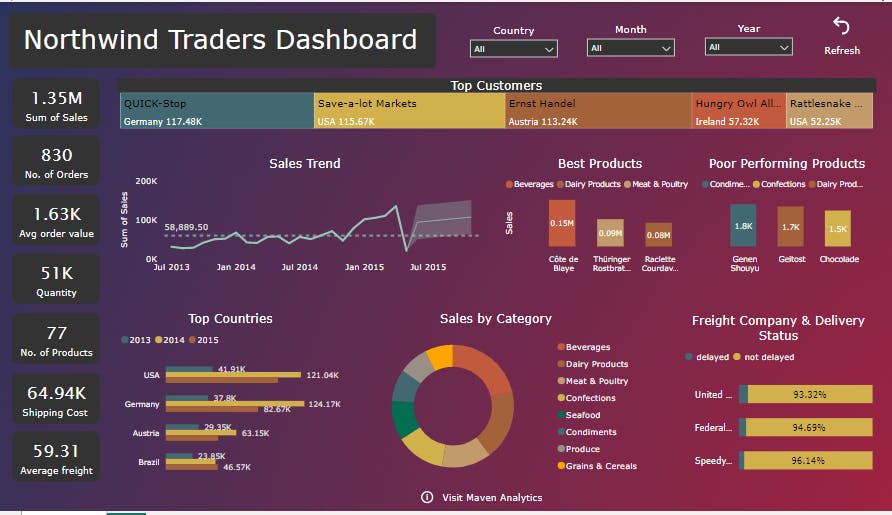 Northwind Traders Dashboard
Country
All
Month
All
Year
All
Refresh
1.35M
Sum of Sales
830
No. of Orders
1.63K
Avg order value
51K
Quantity
77
No. of Products
64.94K
Shipping Cost
59.31
Average freight
Top Customers
QUICK-Stop
Germany 117.48K
Save-a-lot Markets
USA 115.67K
Ernst Handel
Austria 113.24K
Hungry Owl All...
Ireland 57.32K
Rattlesnake ...
USA 52.25K
Sales Trend
Sum of Sales
200K
100K
0K
58,889.50
Jul 2013
Jan 2014
Jul 2014
Jan 2015
Jul 2015
Best Products
Beverages Dairy Products Meat & Poultry
Sales
0.15M
0.09M
0.08M
Côte de
Blaye
Thüringer
Rostbrat...
Raclette
Courdav...
Poor Performing Products
Condime... Confections Dairy Prod...
1.8K
1.7K
1.5K
Genen
Shouyu
Geitost
Chocolade
Top Countries
2013 2014 2015
USA
41.91K
121.04K
Germany
37.8K
124.17K
82.67K
Austria
29.35K
63.15K
Brazil
23.85K
46.57K
Sales by Category
Beverages
Dairy Products
Meat & Poultry
Confections
Seafood
Condiments
Produce
Grains & Cereals
Freight Company & Delivery
Status
delayed not delayed
United ...
93.32%
Federal...
94.69%
Speedy...
96.14%
Visit Maven Analytics